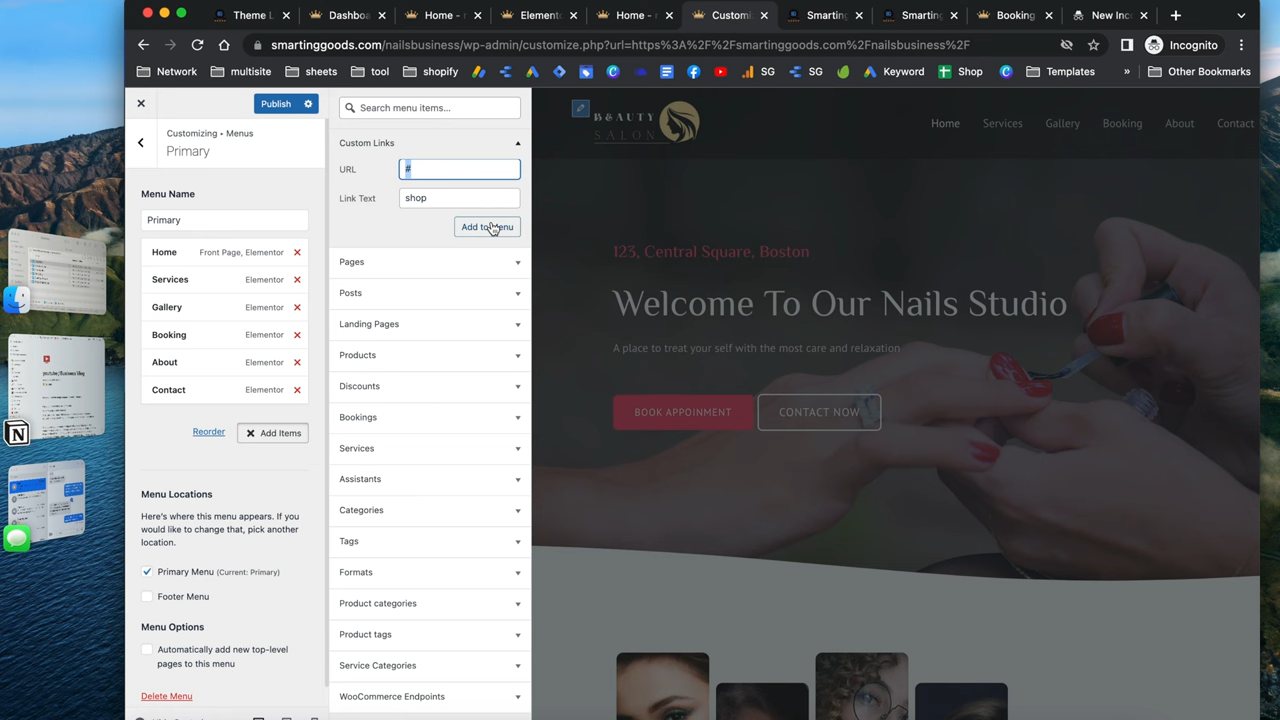 Theme L
Dashboa
Home -
Elemento
Home -
Customiz
Smarting
Smarting
Booking
New Inc
smartinggoods.com/nailsbusiness/wp-admin/customize.php?url=https%3A%2F%2Fsmartinggoods.com%2Fnailsbusiness%2F
Incognito
Network
multisite
sheets
tool
shopify
SG
SG
Keyword
Shop
Templates
»
Other Bookmarks
Publish
Customizing • Menus
Primary
Menu Name
Primary
Home Front Page, Elementor
Services Elementor
Gallery Elementor
Booking Elementor
About Elementor
Contact Elementor
Reorder
Add Items
Menu Locations
Here's where this menu appears. If you
would like to change that, pick another
location.
Primary Menu (Current: Primary)
Footer Menu
Menu Options
Automatically add new top-level
pages to this menu
Delete Menu
Search menu items...
Custom Links
URL #
Link Text shop
Add to Menu
Pages
Posts
Landing Pages
Products
Discounts
Bookings
Services
Assistants
Categories
Tags
Formats
Product categories
Product tags
Service Categories
WooCommerce Endpoints
BEAUTY
SALON
Home
Services
Gallery
Booking
About
Contact
123, Central Square, Boston
Welcome To Our Nails Studio
A place to treat your self with the most care and relaxation
BOOK APPOINMENT
CONTACT NOW